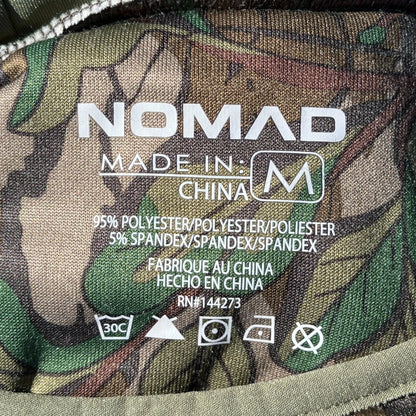 NOMAD
MADE IN: M
CHINA
95% POLYESTER/POLYESTER/POLIESTER
5% SPANDEX/SPANDEX/SPANDEX
FABRIQUE AU CHINA
HECHO EN CHINA
RN#144273
30C